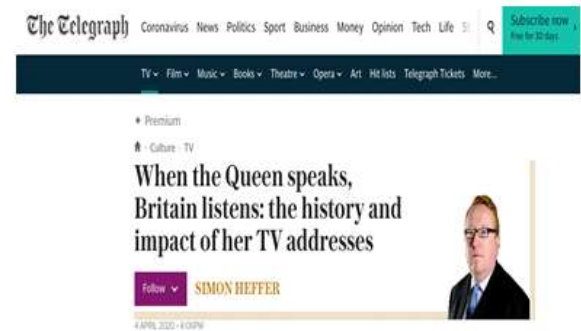 The Telegraph Coronavirus News Politics Sport Business Money Opinion Tech Life Subscribe now
Free for 30 days
TV Film Music Books Theatre Opera Art Hit lists Telegraph Tickets More...
Premium
Culture TV
When the Queen speaks,
Britain listens: the history and
impact of her TV addresses
Follow SIMON HEFFER
4 APRIL 2020 • 6:00PM